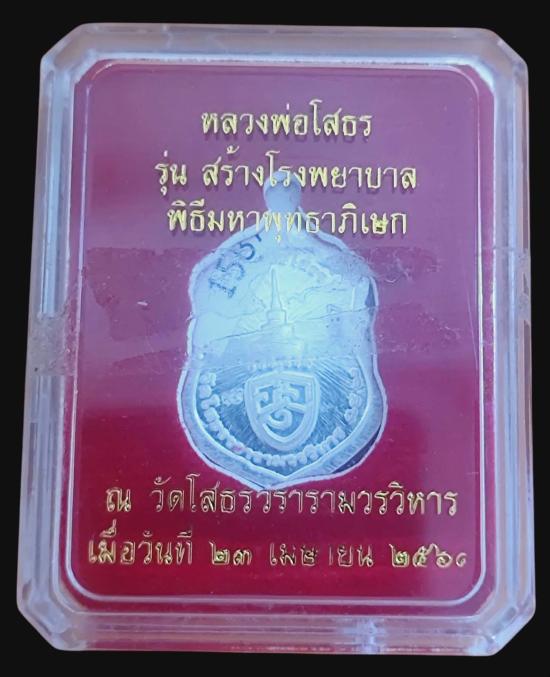 หลวงพ่อโสธร
รุ่น สร้างโรงพยาบาล
พิธีมหาพุทธาภิเษก
ณ วัดโสธรวรารามวรวิหาร
เมื่อวันที่ ๒๓ เมษายน ๒๕๖๑